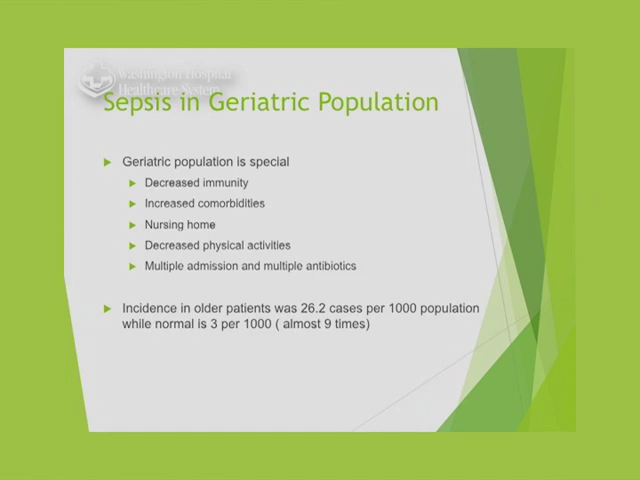 Washington Hospital
Healthcare System
Sepsis in Geriatric Population
Geriatric population is special
Decreased immunity
Increased comorbidities
Nursing home
Decreased physical activities
Multiple admission and multiple antibiotics
Incidence in older patients was 26.2 cases per 1000 population
while normal is 3 per 1000 ( almost 9 times)